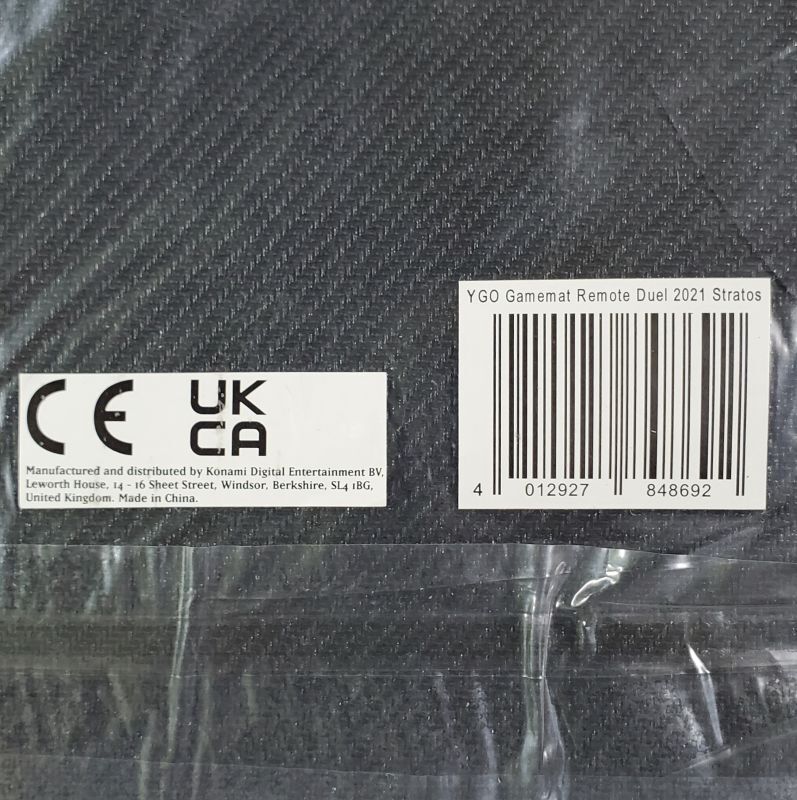 YGO Gamemat Remote Duel 2021 Stratos
4 012927 848692
CE UK
CA
Manufactured and distributed by Konami Digital Entertainment BV,
Leworth House, 14 - 16 Sheet Street, Windsor, Berkshire, SL4 1BG,
United Kingdom. Made in China.